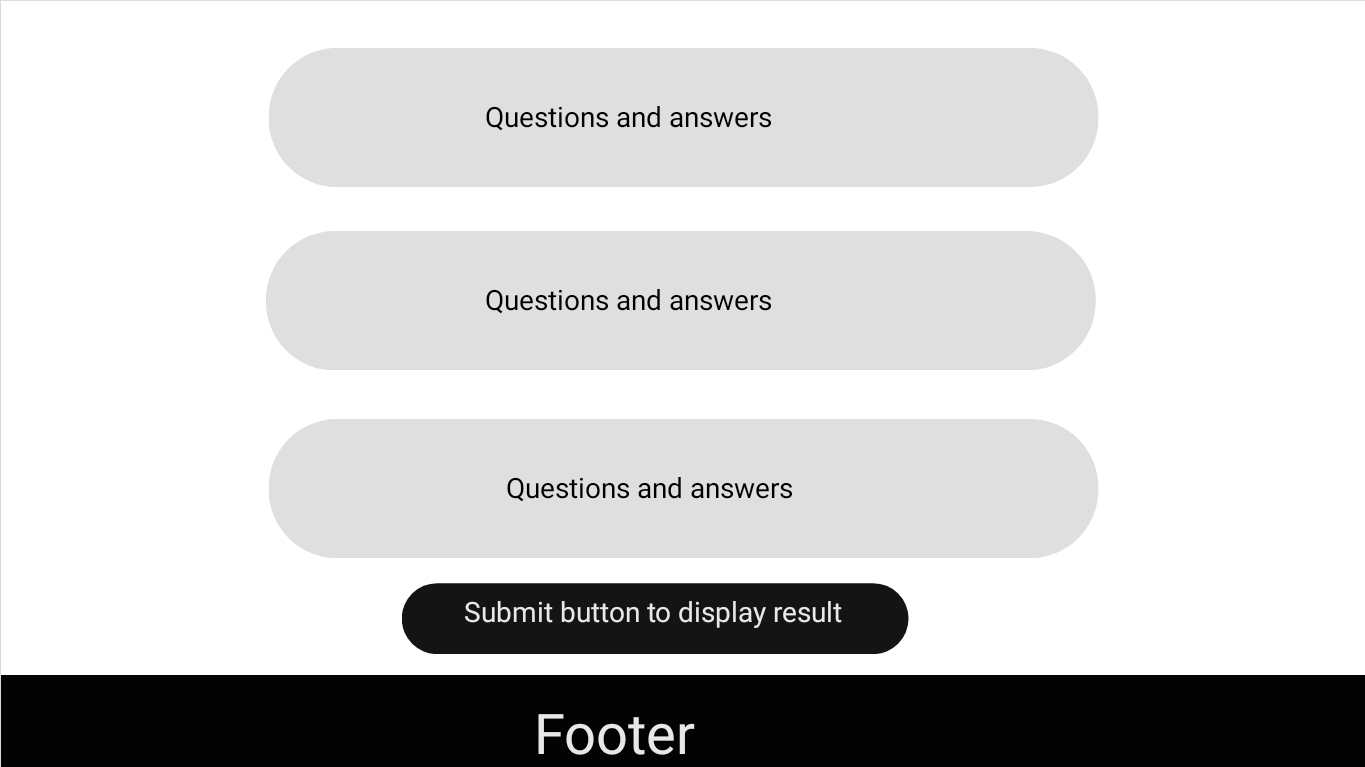 Questions and answers
Questions and answers
Questions and answers
Submit button to display result
Footer